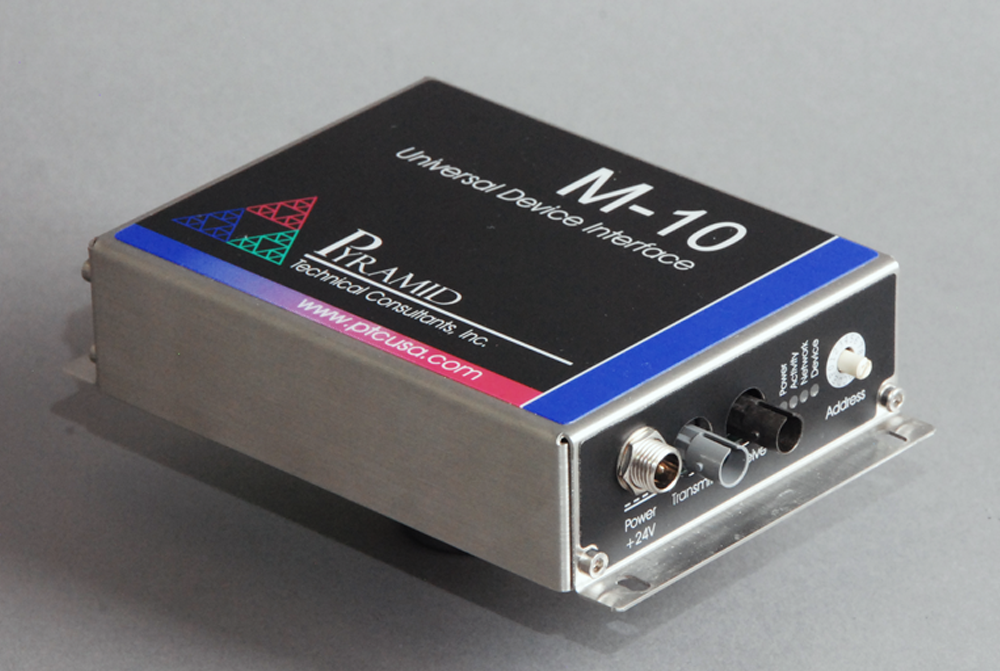 M-10
Universal Device Interface
PYRAMID
Technical Consultants, Inc.
www.ptcusa.com
Power
Activity
Network
Device
Address
Power
+24V